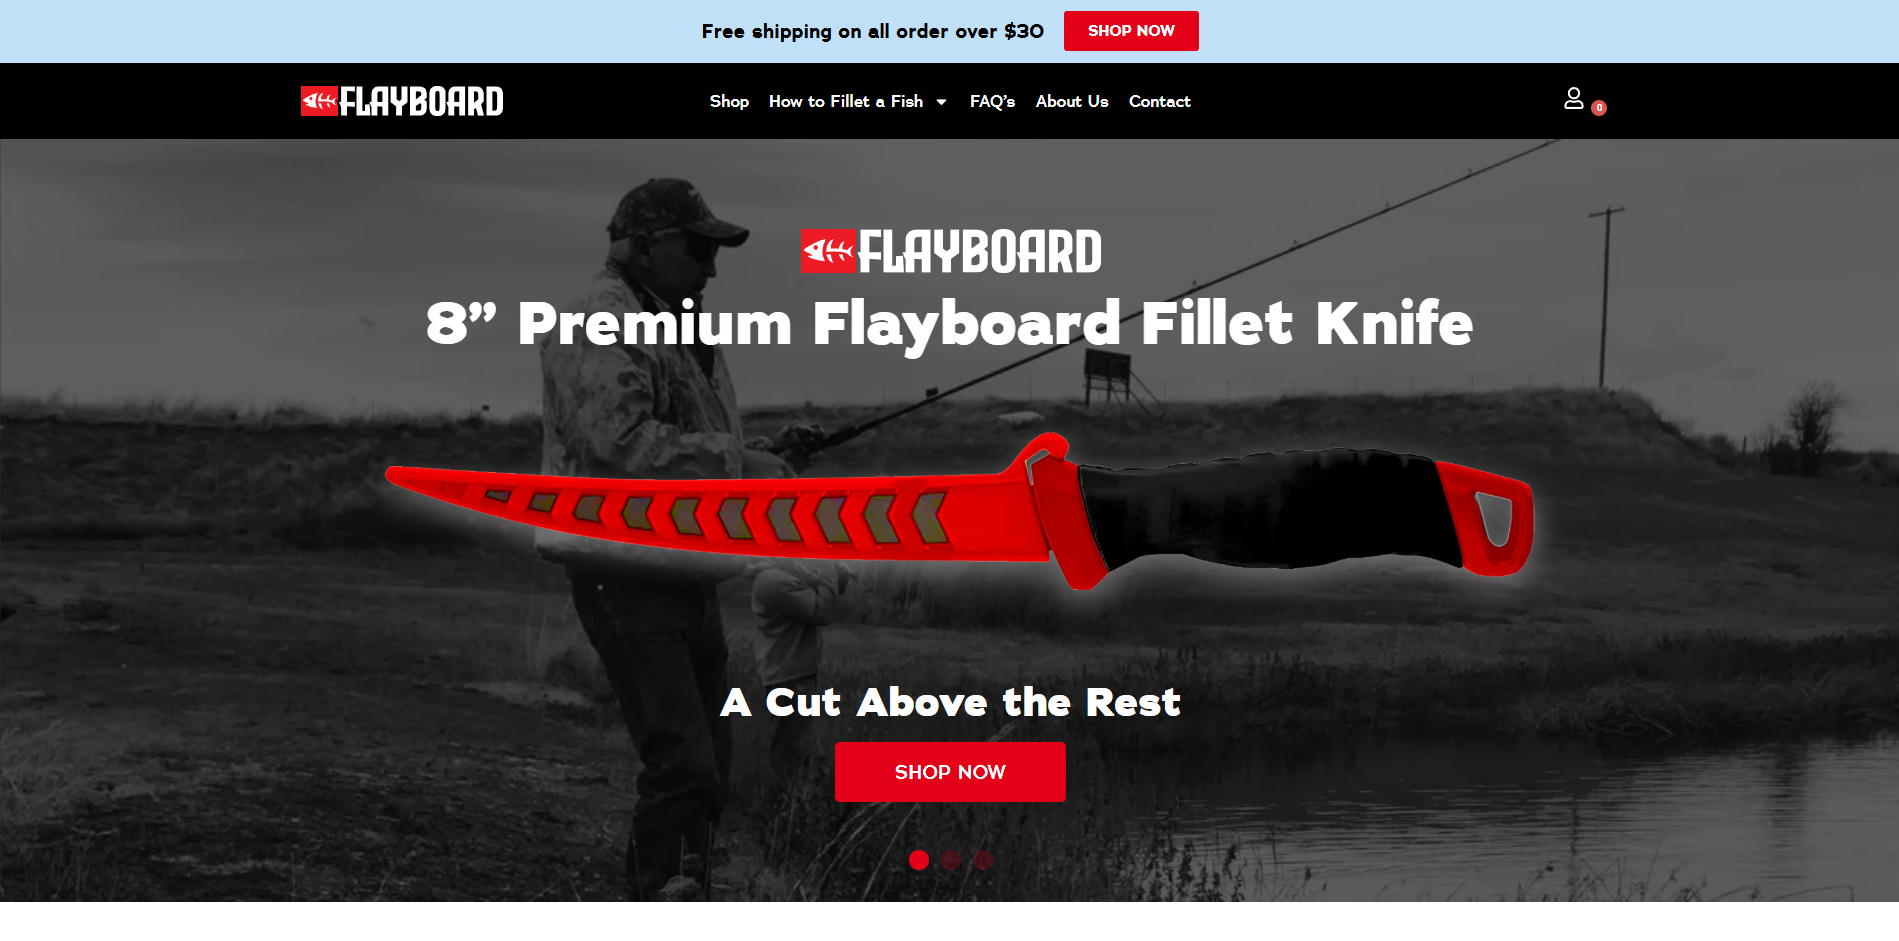 Free shipping on all order over $30
SHOP NOW
FLAYBOARD
Shop
How to Fillet a Fish
FAQ's
About Us
Contact
0
FLAYBOARD
8” Premium Flayboard Fillet Knife
A Cut Above the Rest
SHOP NOW